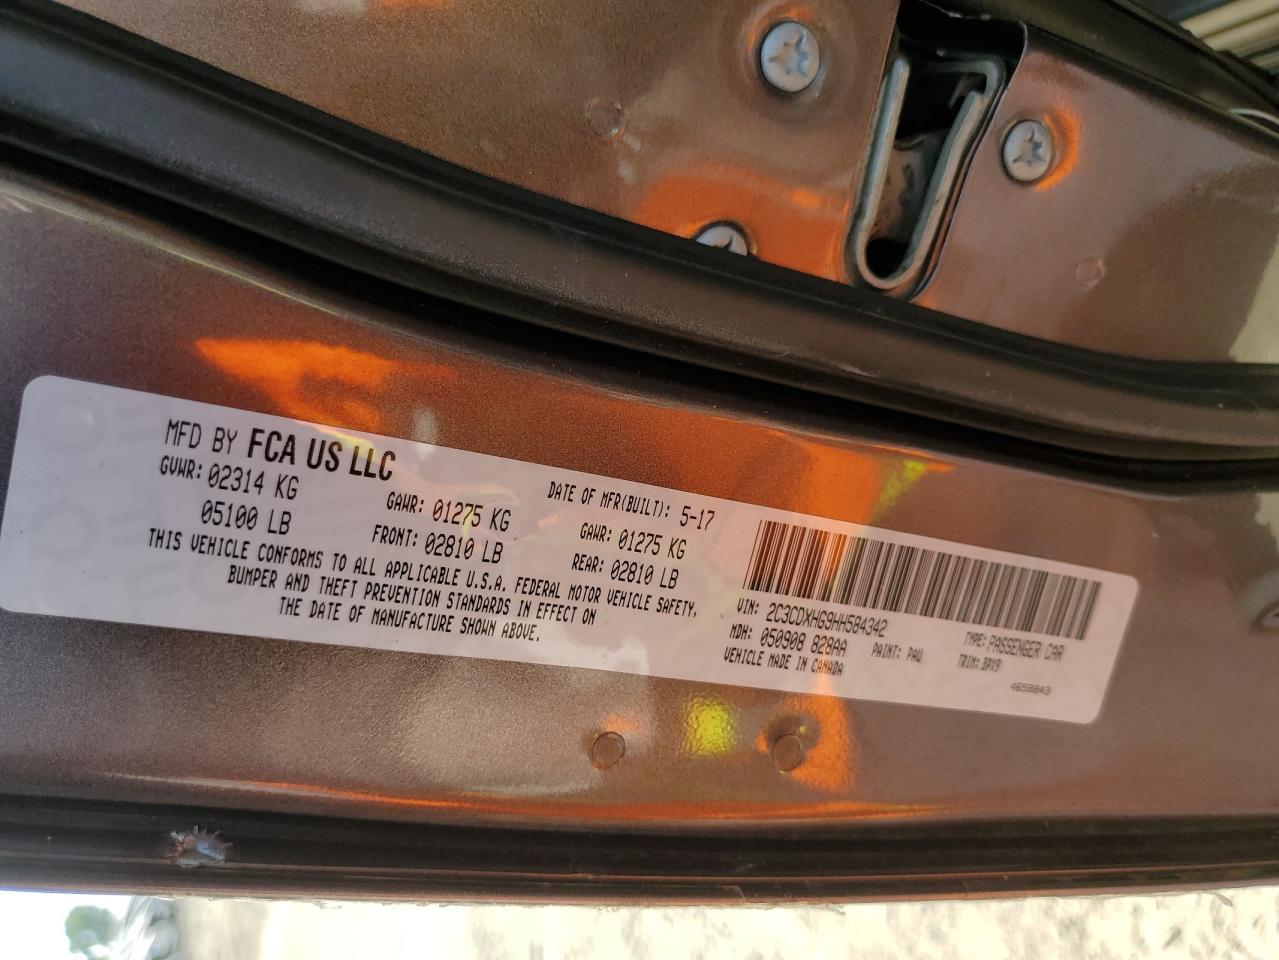 MFD BY FCA US LLC
DATE OF MFR(BUILT): 5-17
GVWR: 02314 KG
05100 LB
GAWR: 01275 KG
FRONT: 02810 LB
GAWR: 01275 KG
REAR: 02810 LB
THIS VEHICLE CONFORMS TO ALL APPLICABLE U.S.A. FEDERAL MOTOR VEHICLE SAFETY,
BUMPER AND THEFT PREVENTION STANDARDS IN EFFECT ON
THE DATE OF MANUFACTURE SHOWN ABOVE.
VIN: 2C3CDXHG9HH584342
TYPE: PASSENGER CAR
MDH: 050908 828AA
PAINT: PAU
TRIM: DPX9
VEHICLE MADE IN CANADA
4658843